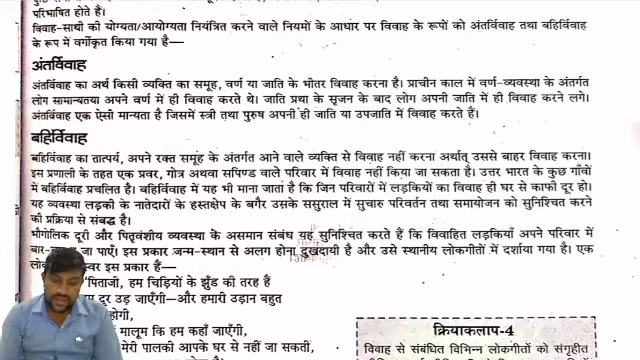 परिभाषित होते हैं।
विवाह-साथी की योग्यता/आयोग्यता नियंत्रित करने वाले नियमों के आधार पर विवाह के रूपों को अंतर्विवाह तथा बहिर्विवाह
के रूप में वर्गीकृत किया गया है—
अंतर्विवाह
अंतर्विवाह का अर्थ किसी व्यक्ति का समूह, वर्ण या जाति के भीतर विवाह करना है। प्राचीन काल में वर्ण-व्यवस्था के अंतर्गत
लोग सामान्यतया अपने वर्ण में ही विवाह करते थे। जाति प्रथा के सृजन के बाद लोग अपनी जाति में ही विवाह करने लगे।
अंतर्विवाह एक ऐसी मान्यता है जिसमें स्त्री तथा पुरुष अपनी ही जाति या उपजाति में विवाह करते हैं।
बहिर्विवाह
बहिर्विवाह का तात्पर्य, अपने रक्त समूह के अंतर्गत आने वाले व्यक्ति से विवाह नहीं करना अर्थात् उससे बाहर विवाह करना।
इस प्रणाली के तहत एक प्रवर, गोत्र अथवा सपिण्ड वाले परिवार में विवाह नहीं किया जा सकता है। उत्तर भारत के कुछ गाँवों
में बहिर्विवाह प्रचलित है। बहिर्विवाह में यह भी माना जाता है कि जिन परिवारों में लड़कियों का विवाह ही घर से काफी दूर हो।
यह व्यवस्था लड़की के नातेदारों के हस्तक्षेप के बगैर उसके ससुराल में सुचारु परिवर्तन तथा समायोजन को सुनिश्चित करने
की प्रक्रिया से संबद्ध है।
भौगोलिक दूरी और पितृवंशीय व्यवस्था के असमान संबंध यह सुनिश्चित करते हैं कि विवाहित लड़कियाँ अपने परिवार में
बार- जा पाएँ। इस प्रकार जन्म-स्थान से अलग होना दुखदायी है और उसे स्थानीय लोकगीतों में दर्शाया गया है। एक
स्वर इस प्रकार हैं—
'पिताजी, हम चिड़ियों के झुँड की तरह हैं
दूर उड़ जाएँगी—और हमारी उड़ान बहुत
होगी,
मालूम कि हम कहाँ जाएँगी,
मेरी पालकी आपके घर से नहीं जा सकतीं,
क्रियाकलाप-4
विवाह से संबंधित विभिन्न लोकगीतों को संगृहीत